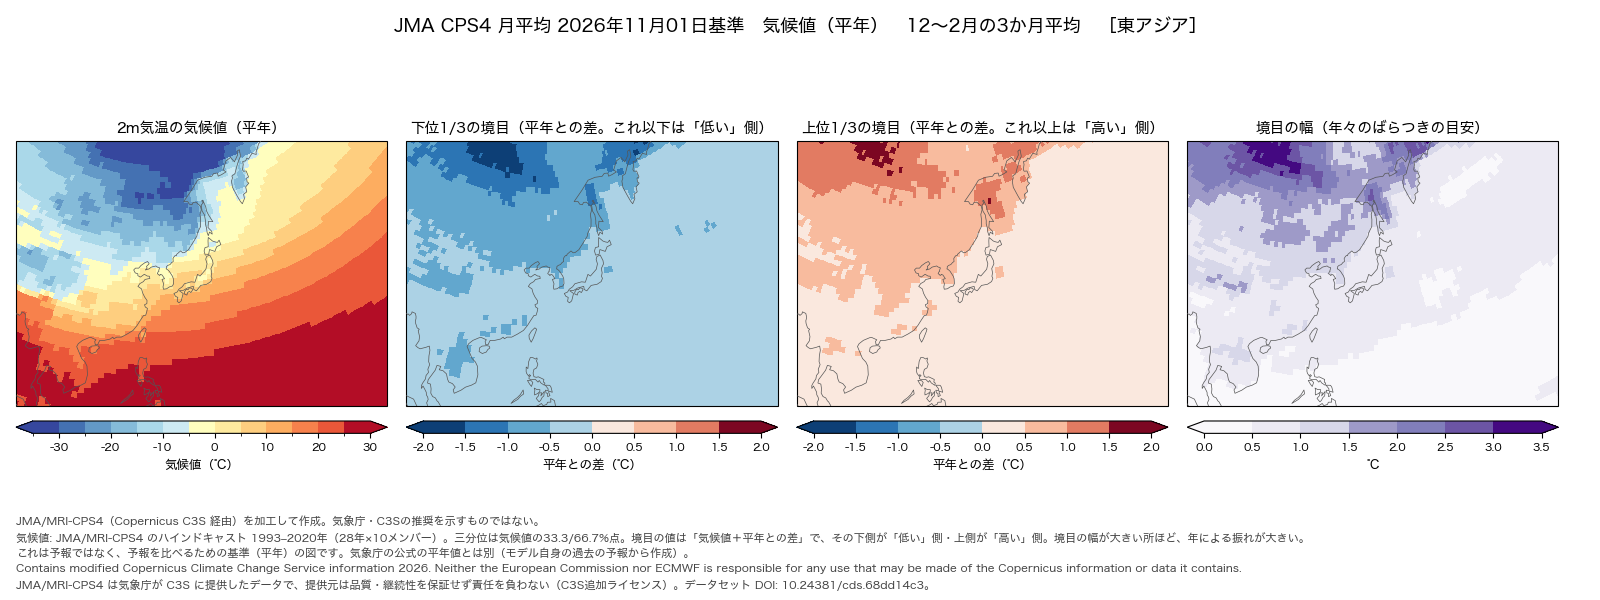 JMA CPS4 月平均 2026年11月01日基準　気候値（平年）　12～2月の3か月平均　［東アジア］
2m気温の気候値（平年）
下位1/3の境目（平年との差。これ以下は「低い」側）
上位1/3の境目（平年との差。これ以上は「高い」側）
境目の幅（年々のばらつきの目安）
-30 -20 -10 -5 0 10 20 30
気候値（℃）
-2.0 -1.5 -1.0 -0.5 0.0 0.5 1.0 1.5 2.0
平年との差（℃）
-2.0 -1.5 -1.0 -0.5 0.0 0.5 1.0 1.5 2.0
平年との差（℃）
0.0 0.5 1.0 1.5 2.0 2.5 3.0 3.5
℃
JMA/MRI-CPS4（Copernicus C3S 経由）を加工して作成。気象庁・C3Sの推奨を示すものではない。
気候値: JMA/MRI-CPS4 のハインドキャスト 1993–2020年（28年×10メンバー）。三分位は気候値の33.3/66.7%点。境目の値は「気候値＋平年との差」で、その下側が「低い」側・上側が「高い」側。境目の幅が大きい所ほど、年による振れが大きい。
これは予報ではなく、予報を比べるための基準（平年）の図です。気象庁の公式の平年値とは別（モデル自身の過去の予報から作成）。
Contains modified Copernicus Climate Change Service information 2026. Neither the European Commission nor ECMWF is responsible for any use that may be made of the Copernicus information or data it contains.
JMA/MRI-CPS4 は気象庁が C3S に提供したデータで、提供元は品質・継続性を保証せず責任を負わない（C3S追加ライセンス）。データセット DOI: 10.24381/cds.68dd14c3。